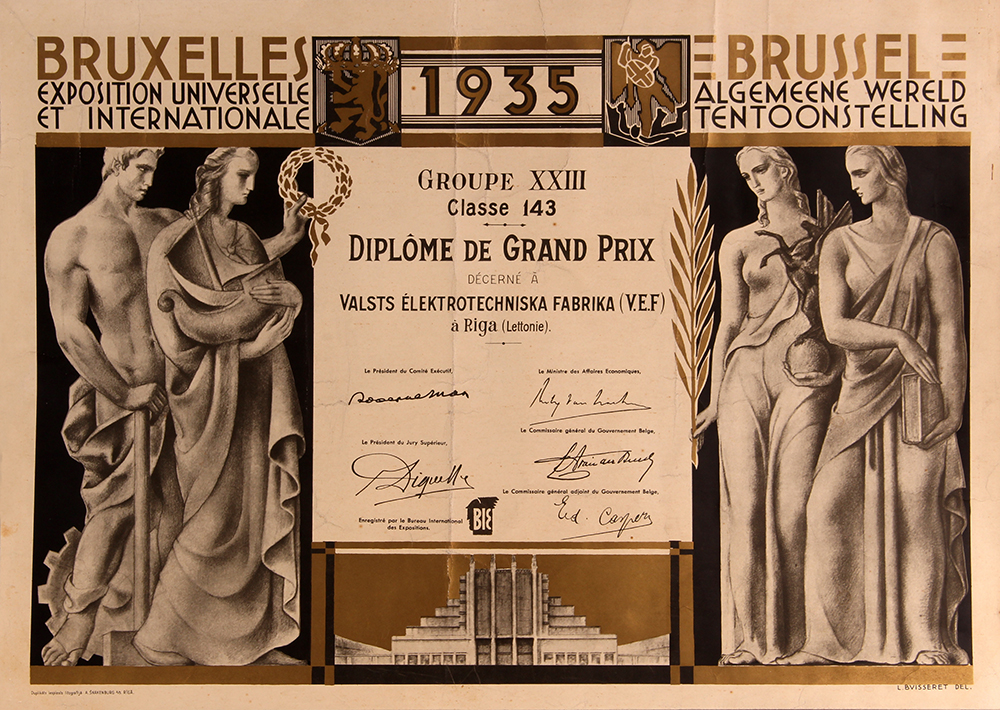 BRUXELLES
EXPOSITION UNIVERSELLE
ET INTERNATIONALE
1935
BRUSSEL
ALGEMEENE WERELD
TENTOONSTELLING
GROUPE XXIII
Classe 143
DIPLÔME DE GRAND PRIX
DÉCERNÉ À
VALSTS ÉLEKTROTECHNISKA FABRIKA (V.E.F)
à Riga (Lettonie).
Le Président du Comité Exécutif,
Le Ministre des Affaires Economiques,
Le Commissaire général du Gouvernement Belge,
Le Président du Jury Supérieur,
Le Commissaire général adjoint du Gouvernement Belge,
Ed. Caspers
Enregistré par le Bureau International
des Expositions.
BIE
L. BUISSERET DEL.